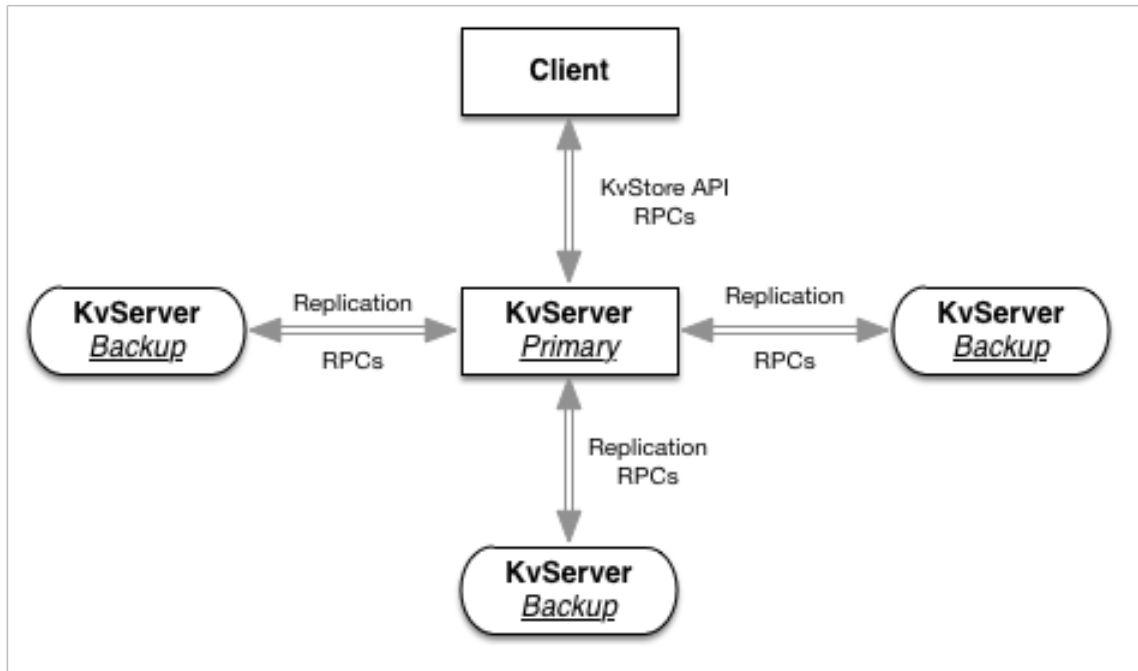 Client
KvStore API
RPCs
KvServer
Backup
Replication
RPCs
KvServer
Primary
Replication
RPCs
KvServer
Backup
Replication
RPCs
KvServer
Backup